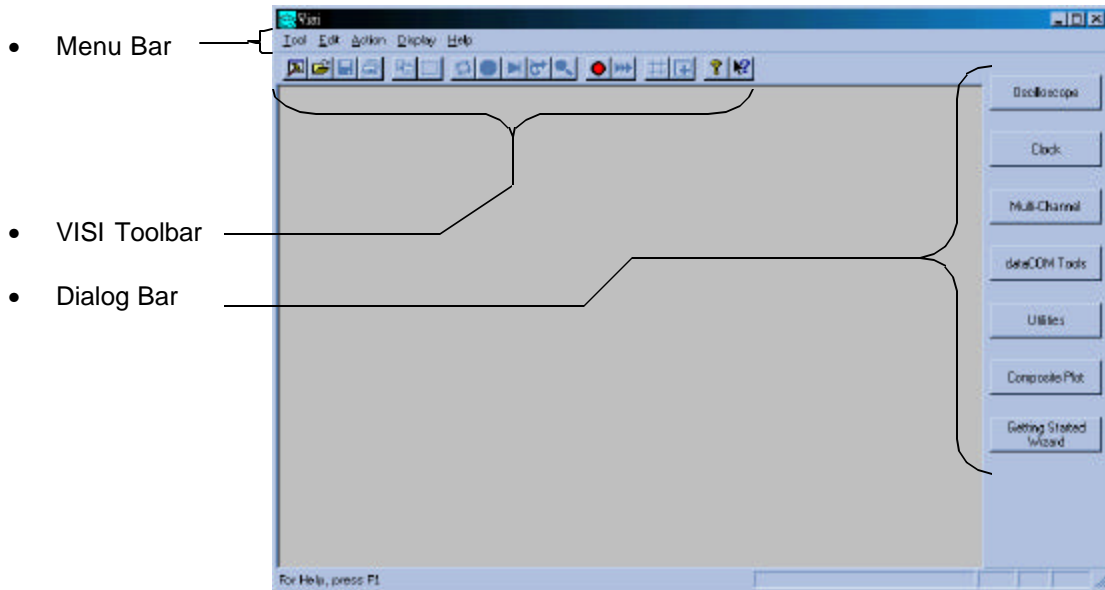 Visi
• Menu Bar
Tool Edit Action Display Help
Oscilloscope
Clock
Multi-Channel
• VISI Toolbar
dataCOM Tools
• Dialog Bar
Utilities
Composite Plot
Getting Started
Wizard
For Help, press F1